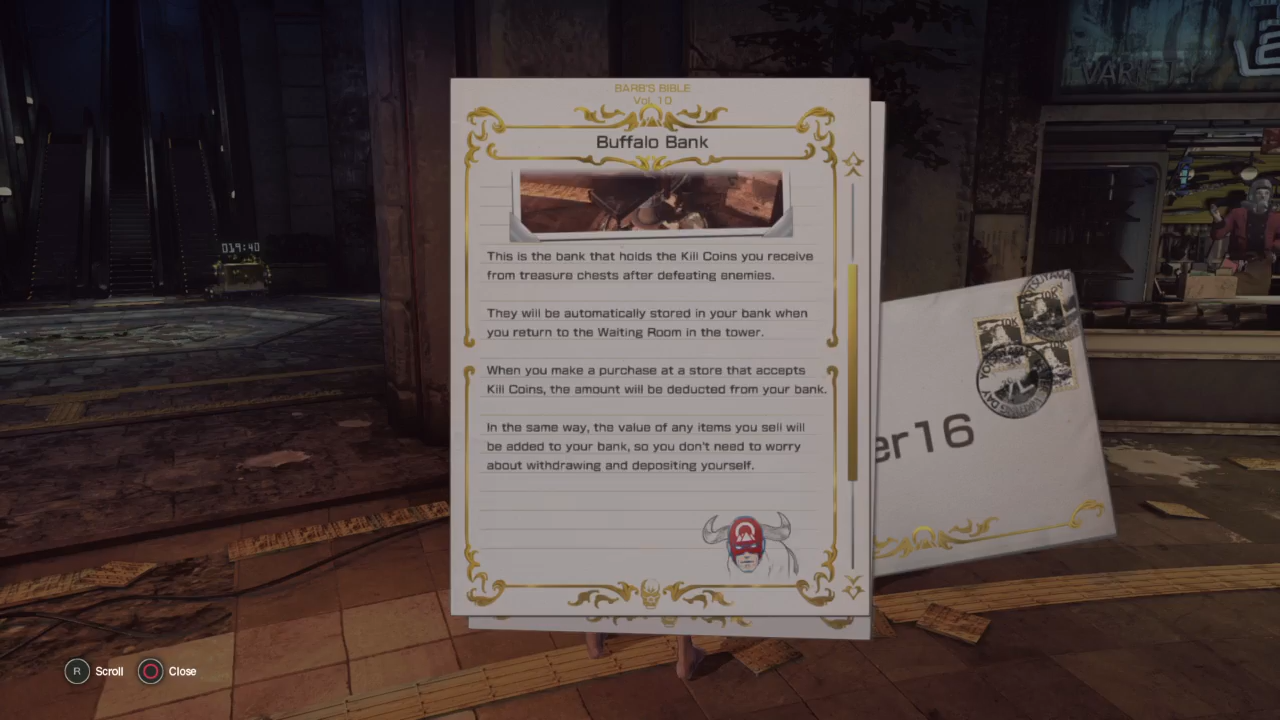 VARIETY
BARB'S BIBLE
Vol. 10
Buffalo Bank
This is the bank that holds the Kill Coins you receive
from treasure chests after defeating enemies.
They will be automatically stored in your bank when
you return to the Waiting Room in the tower.
When you make a purchase at a store that accepts
Kill Coins, the amount will be deducted from your bank.
In the same way, the value of any items you sell will
be added to your bank, so you don't need to worry
about withdrawing and depositing yourself.
019:40
er16
R Scroll Close